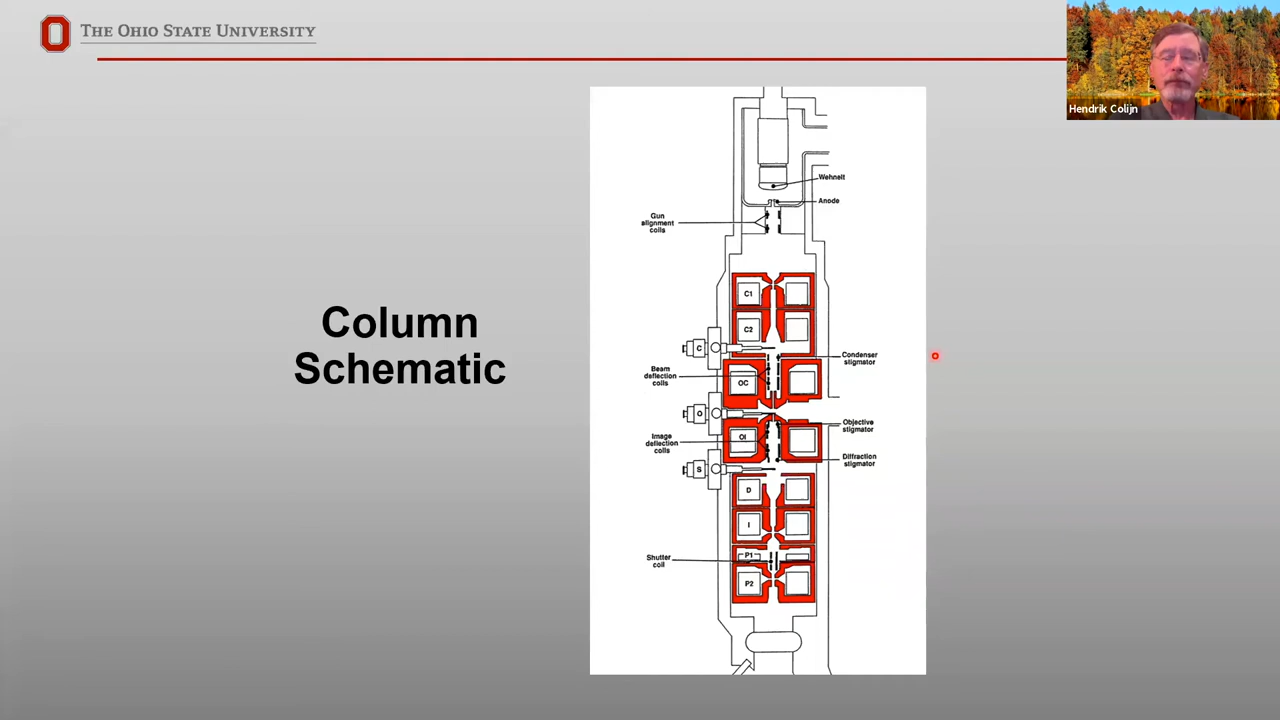 THE OHIO STATE UNIVERSITY
Hendrik Colijn
Column
Schematic
Wehnelt
Anode
Gun
alignment
coils
C1
C2
C
Condenser
stigmator
Beam
deflection
coils
OC
O
Objective
stigmator
Image
deflection
coils
OI
Diffraction
stigmator
S
D
I
Shutter
coil
P1
P2